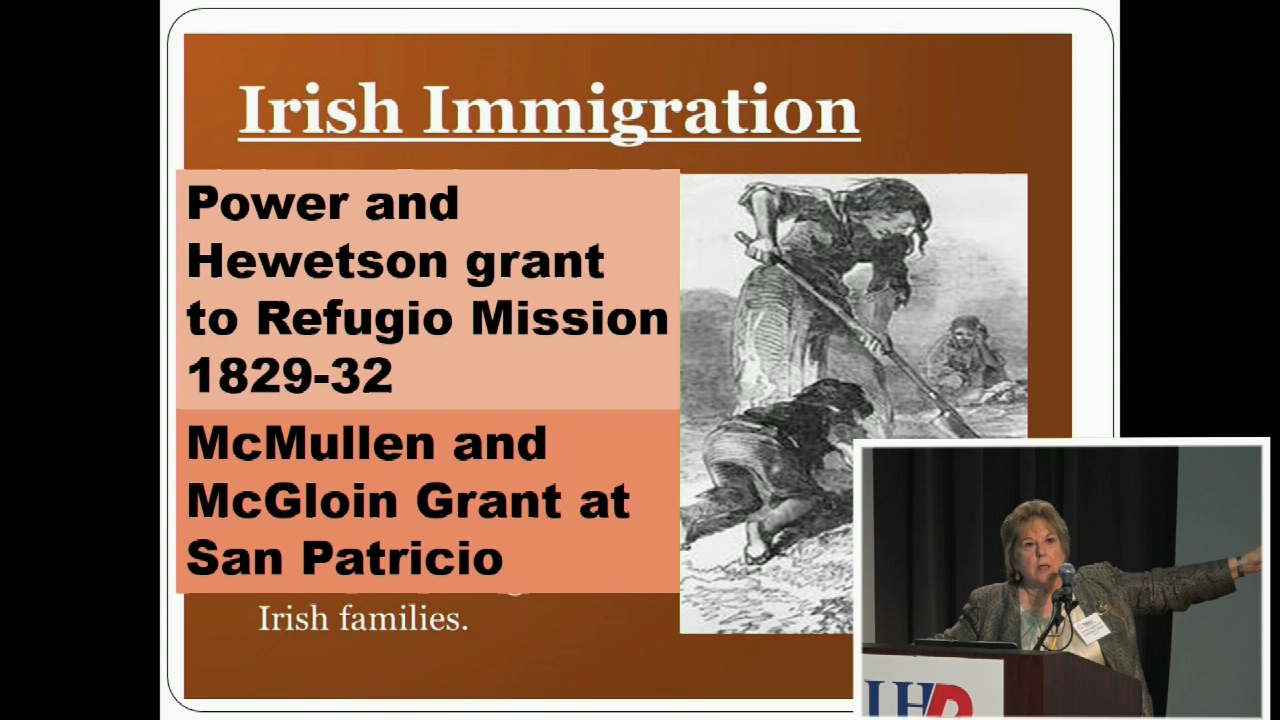 Irish Immigration
Power and
Hewetson grant
to Refugio Mission
1829-32
McMullen and
McGloin Grant at
San Patricio
Irish families.